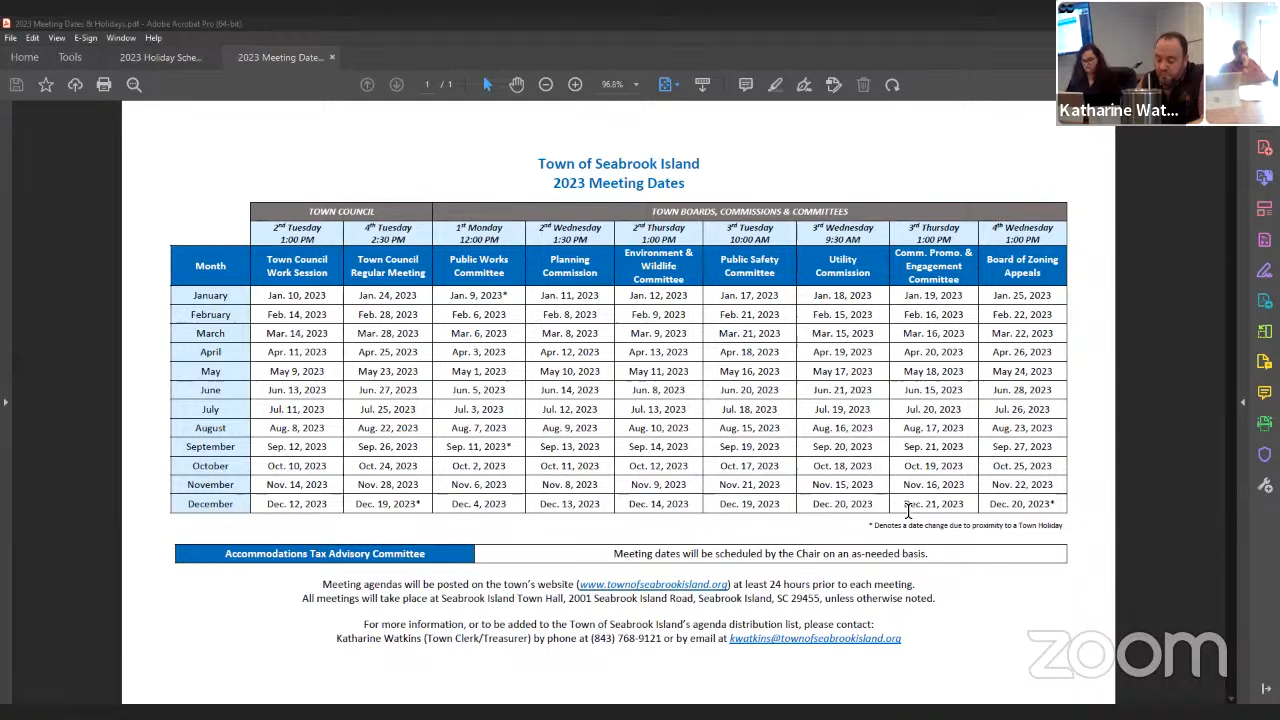 2023 Meeting Dates & Holidays.pdf - Adobe Acrobat Pro (64-bit)
File Edit View E-Sign Window Help
Home Tools 2023 Holiday Sche... 2023 Meeting Date... ×
1 / 1 96.8%
Katharine Wat...
Town of Seabrook Island
2023 Meeting Dates
TOWN COUNCIL TOWN BOARDS, COMMISSIONS & COMMITTEES
2nd Tuesday 1:00 PM 4th Tuesday 2:30 PM 1st Monday 12:00 PM 2nd Wednesday 1:30 PM 2nd Thursday 1:00 PM 3rd Tuesday 10:00 AM 3rd Wednesday 9:30 AM 3rd Thursday 1:00 PM 4th Wednesday 1:00 PM
Month Town Council Work Session Town Council Regular Meeting Public Works Committee Planning Commission Environment & Wildlife Committee Public Safety Committee Utility Commission Comm. Promo. & Engagement Committee Board of Zoning Appeals
January Jan. 10, 2023 Jan. 24, 2023 Jan. 9, 2023* Jan. 11, 2023 Jan. 12, 2023 Jan. 17, 2023 Jan. 18, 2023 Jan. 19, 2023 Jan. 25, 2023
February Feb. 14, 2023 Feb. 28, 2023 Feb. 6, 2023 Feb. 8, 2023 Feb. 9, 2023 Feb. 21, 2023 Feb. 15, 2023 Feb. 16, 2023 Feb. 22, 2023
March Mar. 14, 2023 Mar. 28, 2023 Mar. 6, 2023 Mar. 8, 2023 Mar. 9, 2023 Mar. 21, 2023 Mar. 15, 2023 Mar. 16, 2023 Mar. 22, 2023
April Apr. 11, 2023 Apr. 25, 2023 Apr. 3, 2023 Apr. 12, 2023 Apr. 13, 2023 Apr. 18, 2023 Apr. 19, 2023 Apr. 20, 2023 Apr. 26, 2023
May May 9, 2023 May 23, 2023 May 1, 2023 May 10, 2023 May 11, 2023 May 16, 2023 May 17, 2023 May 18, 2023 May 24, 2023
June Jun. 13, 2023 Jun. 27, 2023 Jun. 5, 2023 Jun. 14, 2023 Jun. 8, 2023 Jun. 20, 2023 Jun. 21, 2023 Jun. 15, 2023 Jun. 28, 2023
July Jul. 11, 2023 Jul. 25, 2023 Jul. 3, 2023 Jul. 12, 2023 Jul. 13, 2023 Jul. 18, 2023 Jul. 19, 2023 Jul. 20, 2023 Jul. 26, 2023
August Aug. 8, 2023 Aug. 22, 2023 Aug. 7, 2023 Aug. 9, 2023 Aug. 10, 2023 Aug. 15, 2023 Aug. 16, 2023 Aug. 17, 2023 Aug. 23, 2023
September Sep. 12, 2023 Sep. 26, 2023 Sep. 11, 2023* Sep. 13, 2023 Sep. 14, 2023 Sep. 19, 2023 Sep. 20, 2023 Sep. 21, 2023 Sep. 27, 2023
October Oct. 10, 2023 Oct. 24, 2023 Oct. 2, 2023 Oct. 11, 2023 Oct. 12, 2023 Oct. 17, 2023 Oct. 18, 2023 Oct. 19, 2023 Oct. 25, 2023
November Nov. 14, 2023 Nov. 28, 2023 Nov. 6, 2023 Nov. 8, 2023 Nov. 9, 2023 Nov. 21, 2023 Nov. 15, 2023 Nov. 16, 2023 Nov. 22, 2023
December Dec. 12, 2023 Dec. 19, 2023* Dec. 4, 2023 Dec. 13, 2023 Dec. 14, 2023 Dec. 19, 2023 Dec. 20, 2023 Dec. 21, 2023 Dec. 20, 2023*
* Denotes a date change due to proximity to a Town Holiday
Accommodations Tax Advisory Committee Meeting dates will be scheduled by the Chair on an as-needed basis.
Meeting agendas will be posted on the town's website (www.townofseabrookisland.org) at least 24 hours prior to each meeting.
All meetings will take place at Seabrook Island Town Hall, 2001 Seabrook Island Road, Seabrook Island, SC 29455, unless otherwise noted.
For more information, or to be added to the Town of Seabrook Island's agenda distribution list, please contact:
Katharine Watkins (Town Clerk/Treasurer) by phone at (843) 768-9121 or by email at kwatkins@townofseabrookisland.org
zoom